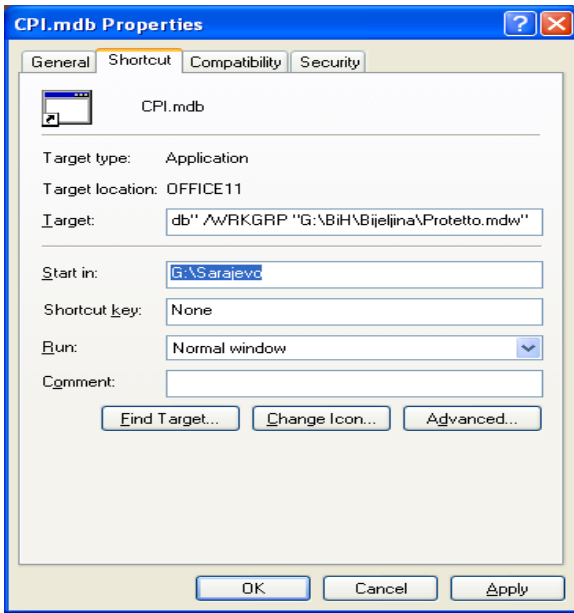 CPI.mdb Properties
General Shortcut Compatibility Security
CPI.mdb
Target type: Application
Target location: OFFICE11
Target: db" /WRKGRP "G:\BiH\Bijeljina\Protetto.mdw"
Start in: G:\Sarajevo
Shortcut key: None
Run: Normal window
Comment:
Find Target... Change Icon... Advanced...
OK Cancel Apply